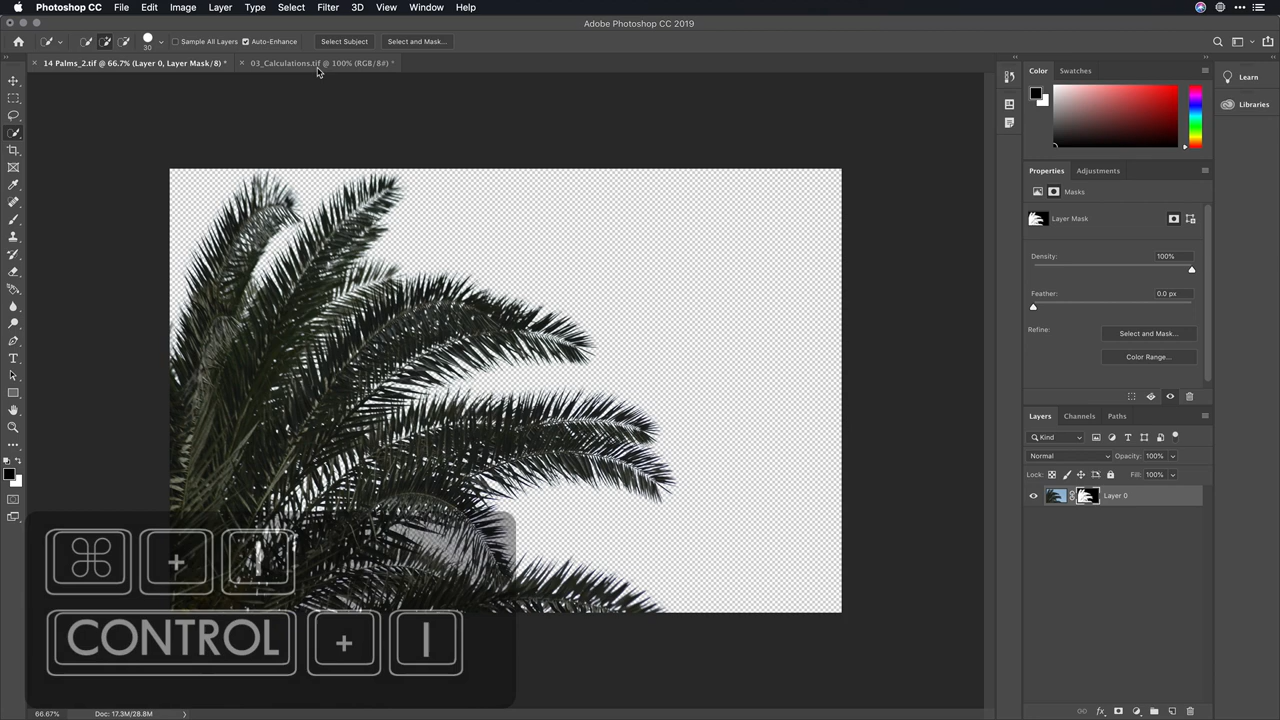 Photoshop CC File Edit Image Layer Type Select Filter 3D View Window Help
Adobe Photoshop CC 2019
30 Sample All Layers Auto-Enhance Select Subject Select and Mask...
14 Palms_2.tif @ 66.7% (Layer 0, Layer Mask/8) * 03_Calculations.tif @ 100% (RGB/8#) *
Color Swatches
Learn
Libraries
Properties Adjustments
Masks
Layer Mask
Density: 100%
Feather: 0.0 px
Refine: Select and Mask...
Color Range...
Layers Channels Paths
Kind
Normal Opacity: 100%
Lock: Fill: 100%
Layer 0
⌘ + I
CONTROL + I
66.67% Doc: 17.3M/28.8M